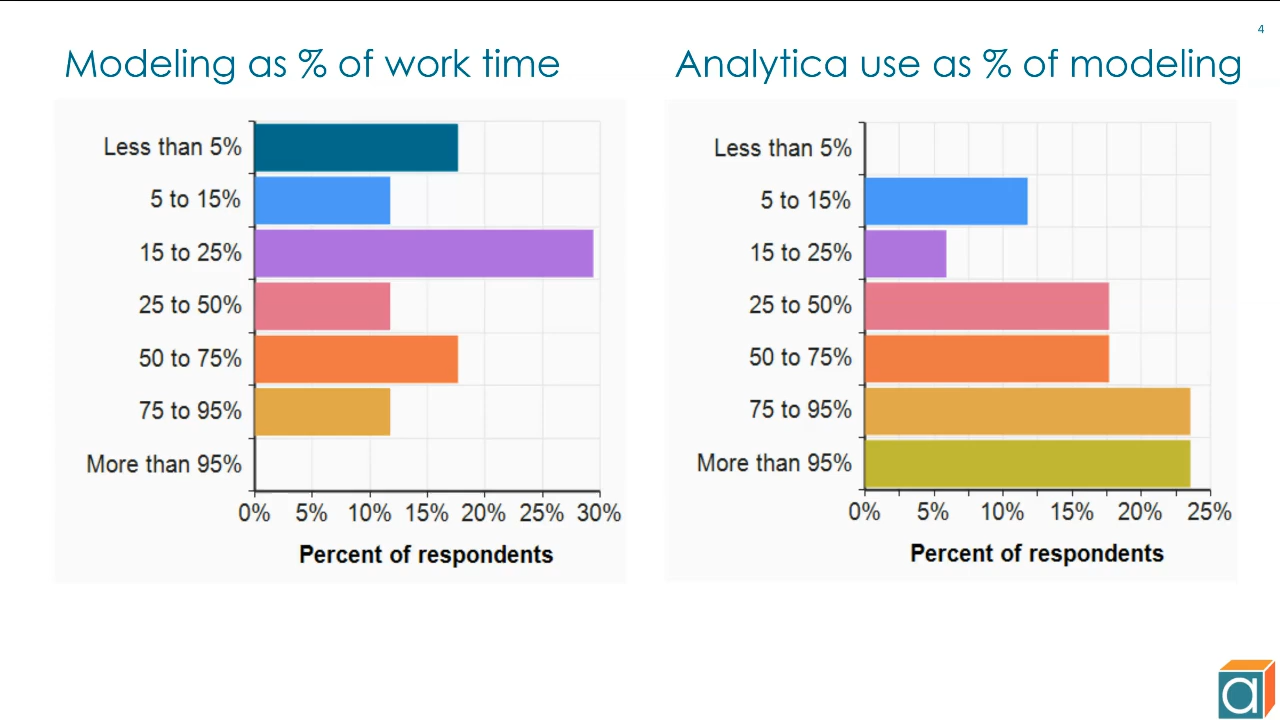 4
Modeling as % of work time
Less than 5%
5 to 15%
15 to 25%
25 to 50%
50 to 75%
75 to 95%
More than 95%
0% 5% 10% 15% 20% 25% 30%
Percent of respondents
Analytica use as % of modeling
Less than 5%
5 to 15%
15 to 25%
25 to 50%
50 to 75%
75 to 95%
More than 95%
0% 5% 10% 15% 20% 25%
Percent of respondents
a